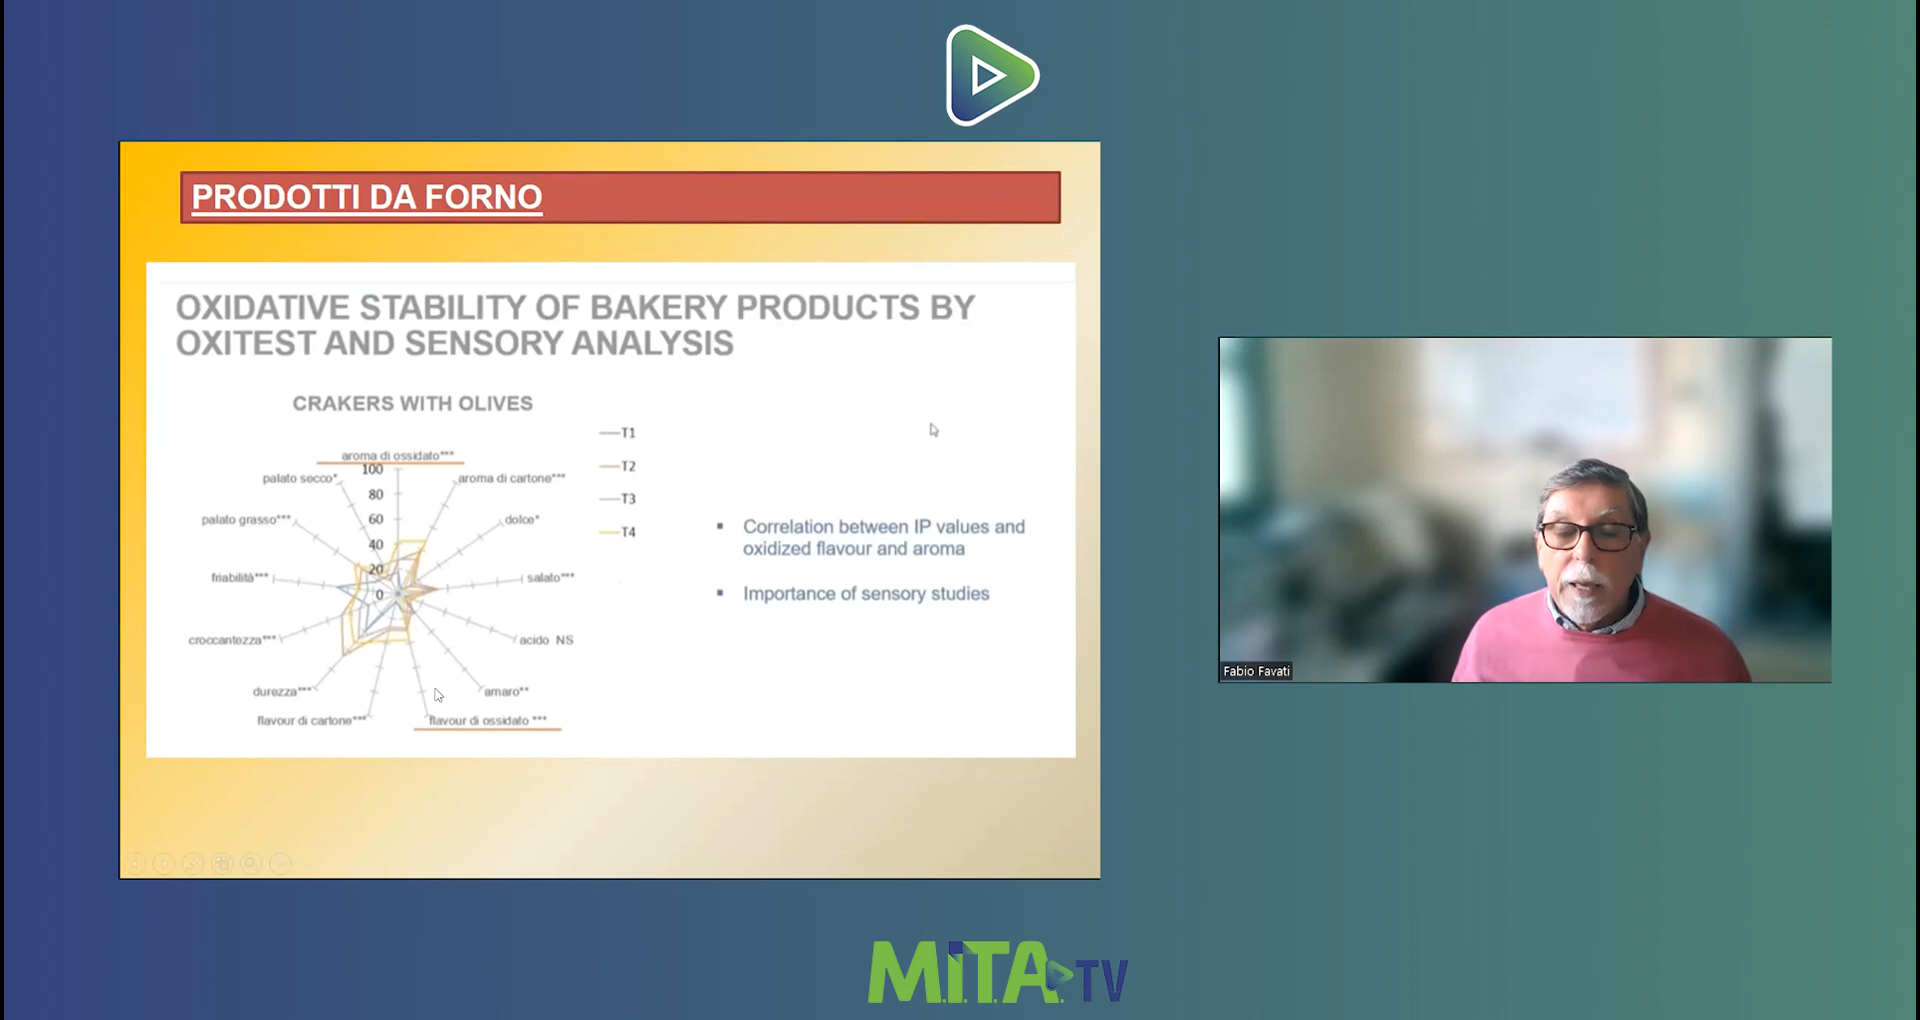 PRODOTTI DA FORNO
OXIDATIVE STABILITY OF BAKERY PRODUCTS BY
OXITEST AND SENSORY ANALYSIS
CRAKERS WITH OLIVES
T1
T2
T3
T4
aroma di ossidato***
aroma di cartone***
dolce*
salato***
acido NS
amaro**
flavour di ossidato ***
flavour di cartone***
durezza***
croccantezza***
friabilità***
palato grasso***
palato secco*
100
80
60
40
20
0
Correlation between IP values and
oxidized flavour and aroma
Importance of sensory studies
Fabio Favati
M.I.T.A. TV